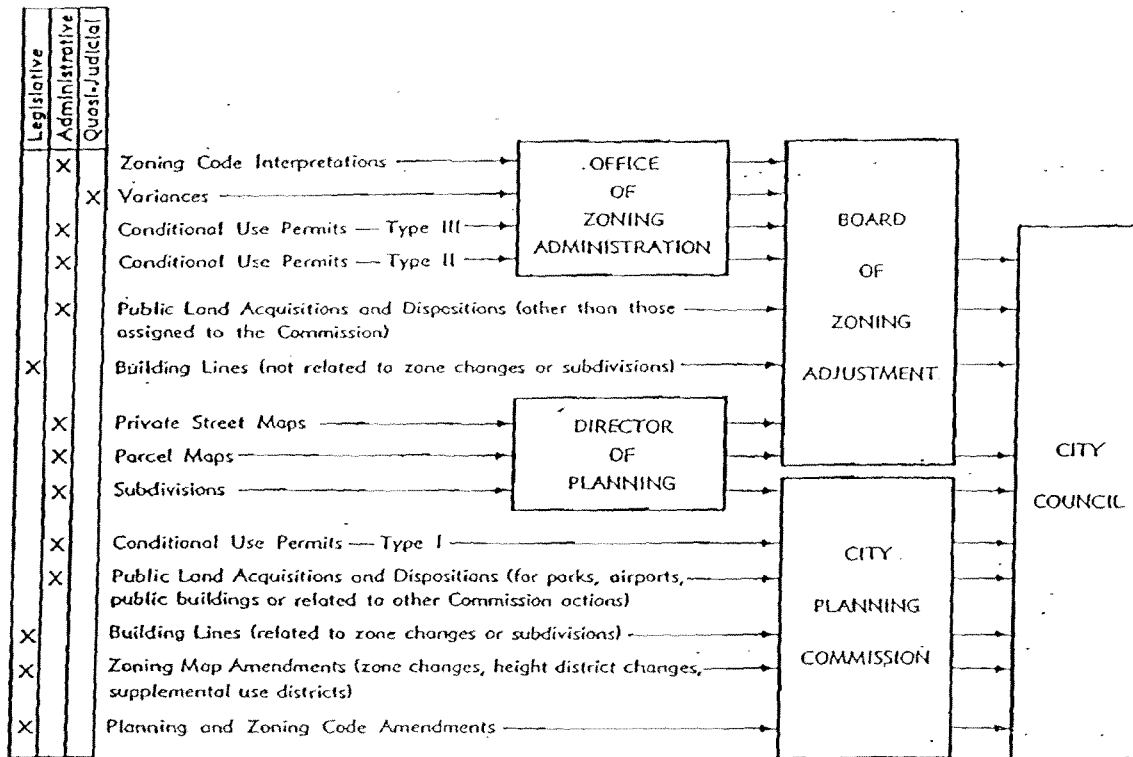 Legislative
Administrative
Quasi-Judicial
X Zoning Code Interpretations
X Variances
X Conditional Use Permits — Type III
X Conditional Use Permits — Type II
X Public Land Acquisitions and Dispositions (other than those
assigned to the Commission)
X Building Lines (not related to zone changes or subdivisions)
X Private Street Maps
X Parcel Maps
X Subdivisions
X Conditional Use Permits — Type I
X Public Land Acquisitions and Dispositions (for parks, airports,
public buildings or related to other Commission actions)
X Building Lines (related to zone changes or subdivisions)
X Zoning Map Amendments (zone changes, height district changes,
supplemental use districts)
X Planning and Zoning Code Amendments
OFFICE
OF
ZONING
ADMINISTRATION
DIRECTOR
OF
PLANNING
BOARD
OF
ZONING
ADJUSTMENT
CITY
PLANNING
COMMISSION
CITY
COUNCIL